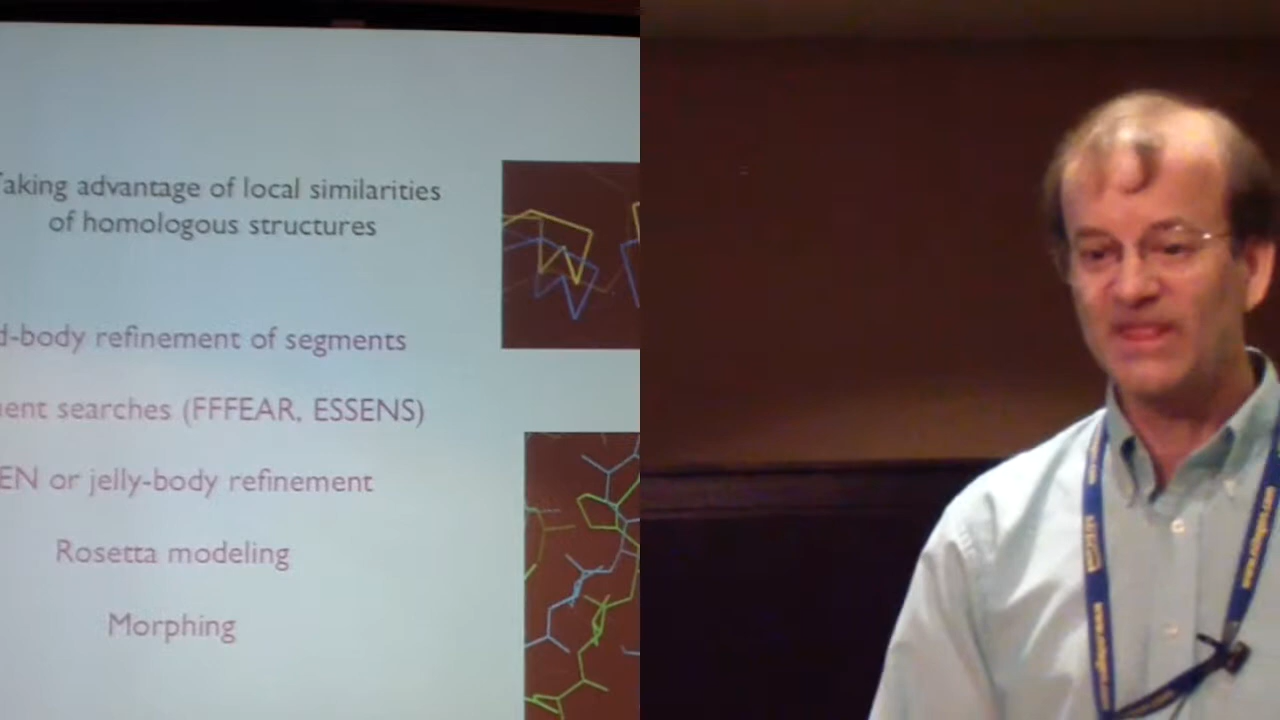 aking advantage of local similarities
of homologous structures
d-body refinement of segments
ent searches (FFFEAR, ESSENS)
EN or jelly-body refinement
Rosetta modeling
Morphing